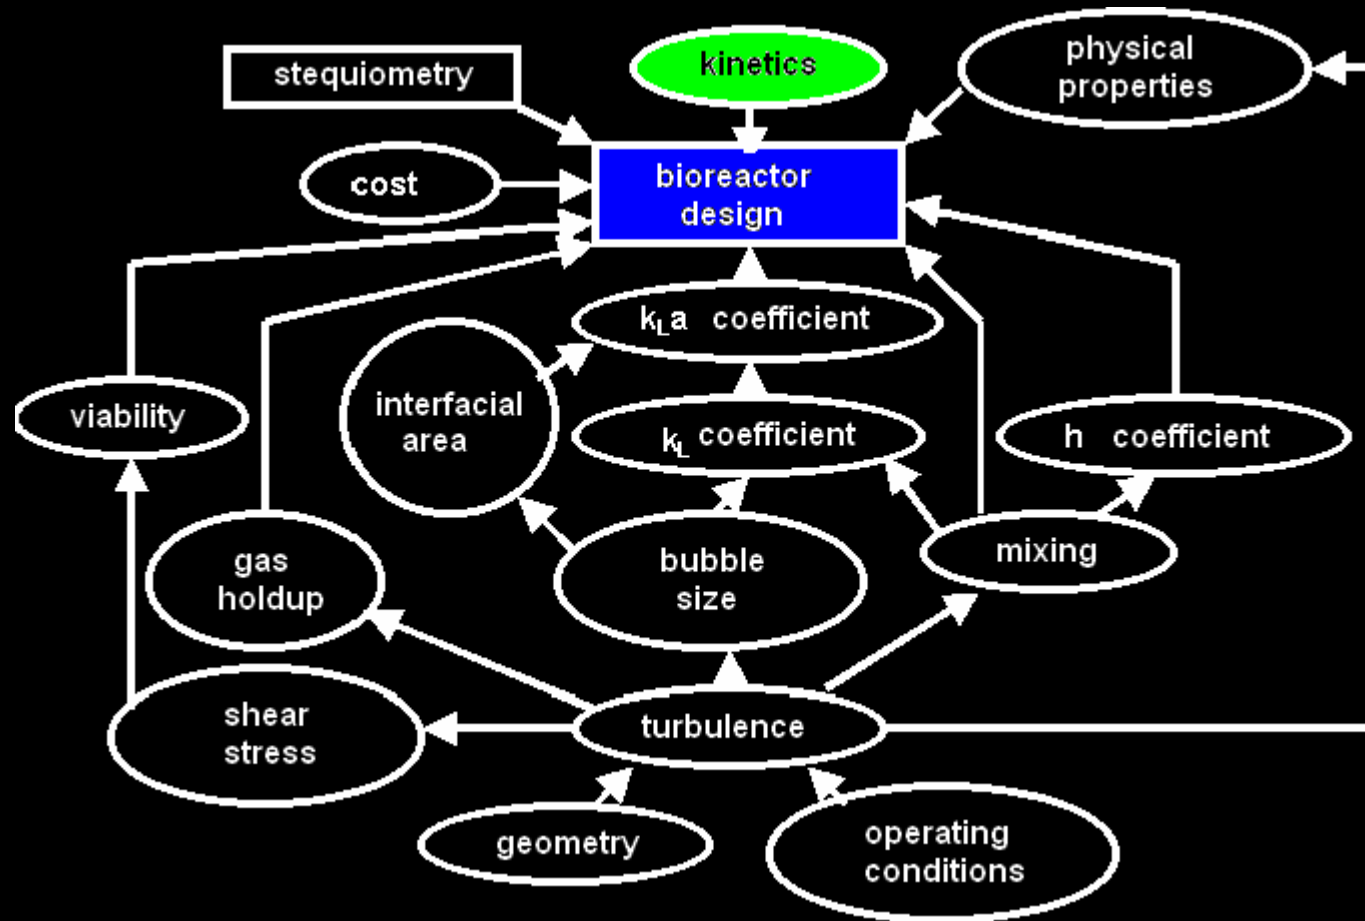 stequiometry
kinetics
physical
properties
cost
bioreactor
design
kLa coefficient
interfacial
area
kL coefficient
viability
h coefficient
gas
holdup
bubble
size
mixing
shear
stress
turbulence
geometry
operating
conditions